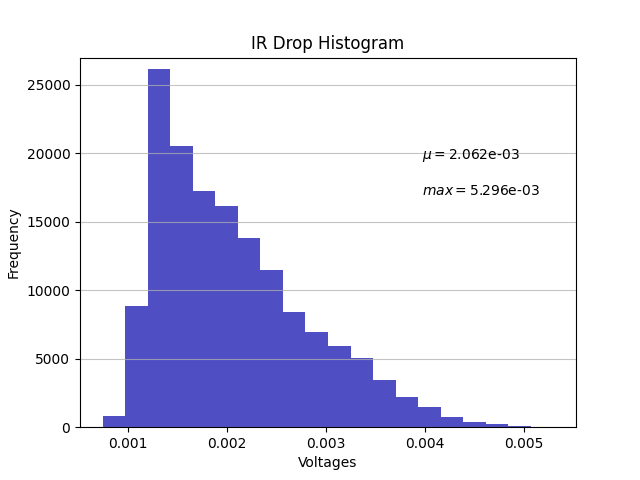 IR Drop Histogram
25000
20000
15000
10000
5000
0
Frequency
μ = 2.062e-03
max = 5.296e-03
0.001 0.002 0.003 0.004 0.005
Voltages